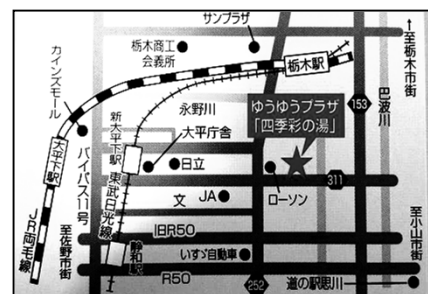 サンプラザ
栃木商工
会議所
栃木駅
至栃木市街
カインズモール
永野川
ゆうゆうプラザ
「四季彩の湯」
153
巴波川
新大平下駅
大平庁舎
大平下駅
バイパス11号
日立
東武日光線
ローソン
311
文
JA
JR両毛線
至佐野市街
旧R50
至小山市街
静和駅
いすゞ自動車
R50
252
道の駅思川